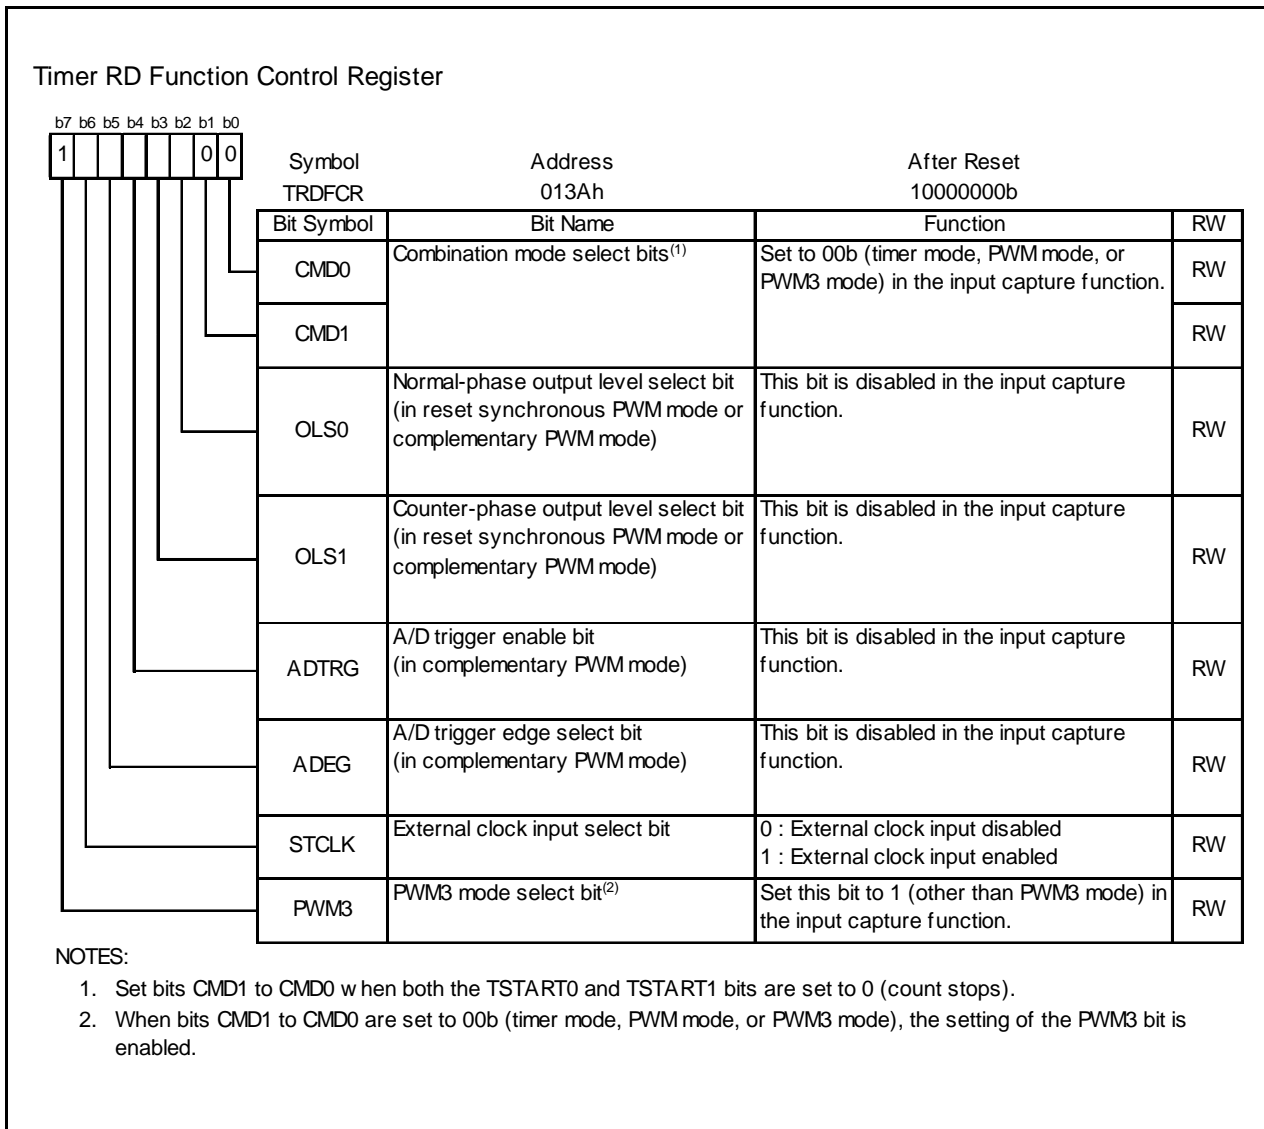 Timer RD Function Control Register
b7 b6 b5 b4 b3 b2 b1 b0
1 0 0
Symbol Address After Reset
TRDFCR 013Ah 10000000b
Bit Symbol Bit Name Function RW
CMD0 Combination mode select bits(1) Set to 00b (timer mode, PWM mode, or RW
PWM3 mode) in the input capture function.
CMD1 RW
Normal-phase output level select bit This bit is disabled in the input capture
(in reset synchronous PWM mode or function.
OLS0 complementary PWM mode) RW
Counter-phase output level select bit This bit is disabled in the input capture
(in reset synchronous PWM mode or function.
OLS1 complementary PWM mode) RW
A/D trigger enable bit This bit is disabled in the input capture
ADTRG (in complementary PWM mode) function. RW
A/D trigger edge select bit This bit is disabled in the input capture
ADEG (in complementary PWM mode) function. RW
STCLK External clock input select bit 0 : External clock input disabled RW
1 : External clock input enabled
PWM3 PWM3 mode select bit(2) Set this bit to 1 (other than PWM3 mode) in RW
the input capture function.
NOTES:
1. Set bits CMD1 to CMD0 when both the TSTART0 and TSTART1 bits are set to 0 (count stops).
2. When bits CMD1 to CMD0 are set to 00b (timer mode, PWM mode, or PWM3 mode), the setting of the PWM3 bit is
enabled.